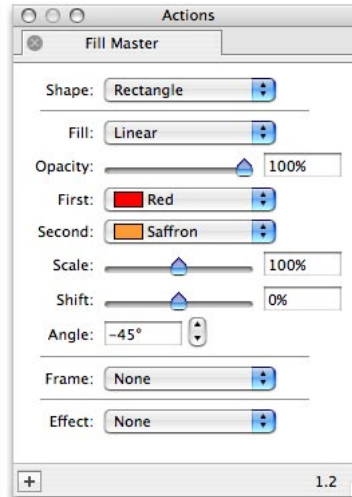 Actions
Fill Master
Shape: Rectangle
Fill: Linear
Opacity: 100%
First: Red
Second: Saffron
Scale: 100%
Shift: 0%
Angle: -45°
Frame: None
Effect: None
+ 1.2